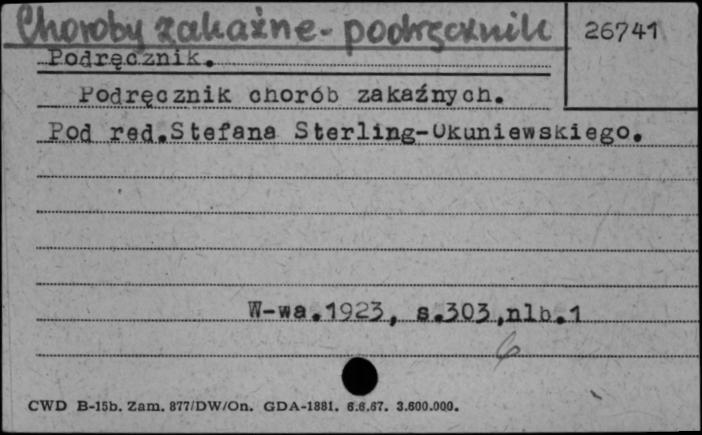 Choroby zakaźne - podręcznik
26741
Podręcznik.
Podręcznik chorób zakaźnych.
Pod red.Stefana Sterling-Okuniewskiego.
W-wa.1923, s.303,nlb.1
CWD B-15b. Zam. 877/DW/On. GDA-1881. 6.6.67. 3.600.000.